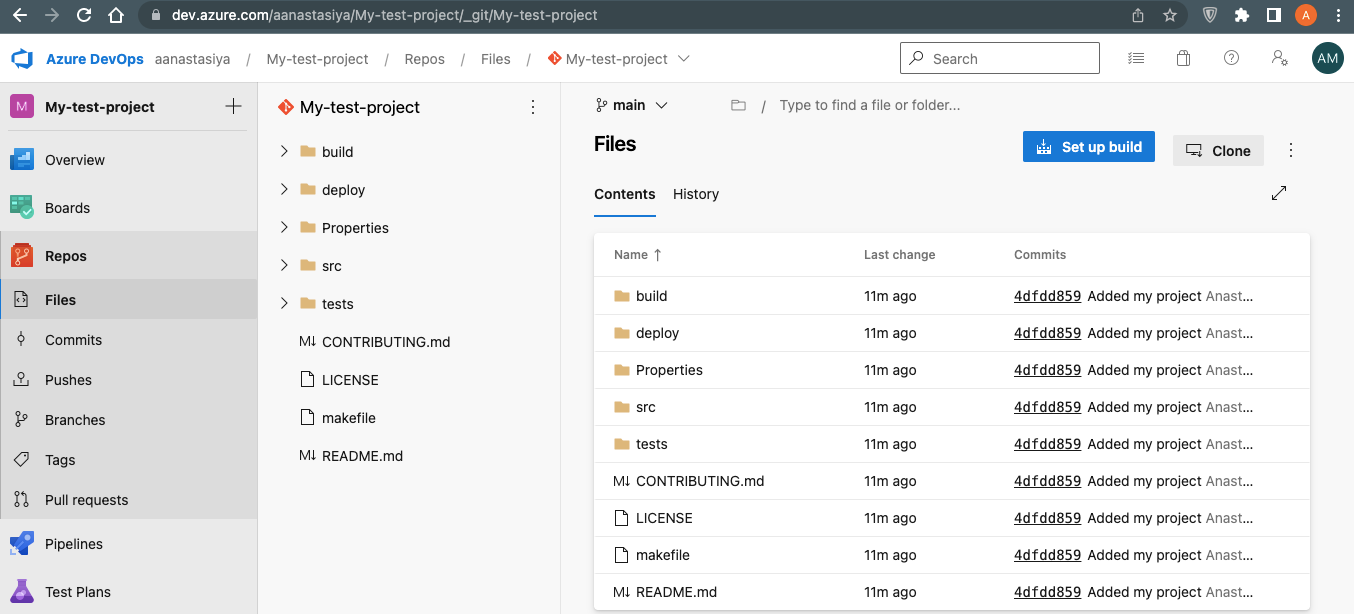 dev.azure.com/aanastasiya/My-test-project/_git/My-test-project
A
Azure DevOps aanastasiya / My-test-project / Repos / Files / My-test-project
Search
AM
M My-test-project
Overview
Boards
Repos
Files
Commits
Pushes
Branches
Tags
Pull requests
Pipelines
Test Plans
My-test-project
build
deploy
Properties
src
tests
M↓ CONTRIBUTING.md
LICENSE
makefile
M↓ README.md
main / Type to find a file or folder...
Files
Set up build
Clone
Contents History
Name ↑ Last change Commits
build 11m ago 4dfdd859 Added my project Anast...
deploy 11m ago 4dfdd859 Added my project Anast...
Properties 11m ago 4dfdd859 Added my project Anast...
src 11m ago 4dfdd859 Added my project Anast...
tests 11m ago 4dfdd859 Added my project Anast...
M↓ CONTRIBUTING.md 11m ago 4dfdd859 Added my project Anast...
LICENSE 11m ago 4dfdd859 Added my project Anast...
makefile 11m ago 4dfdd859 Added my project Anast...
M↓ README.md 11m ago 4dfdd859 Added my project Anast...